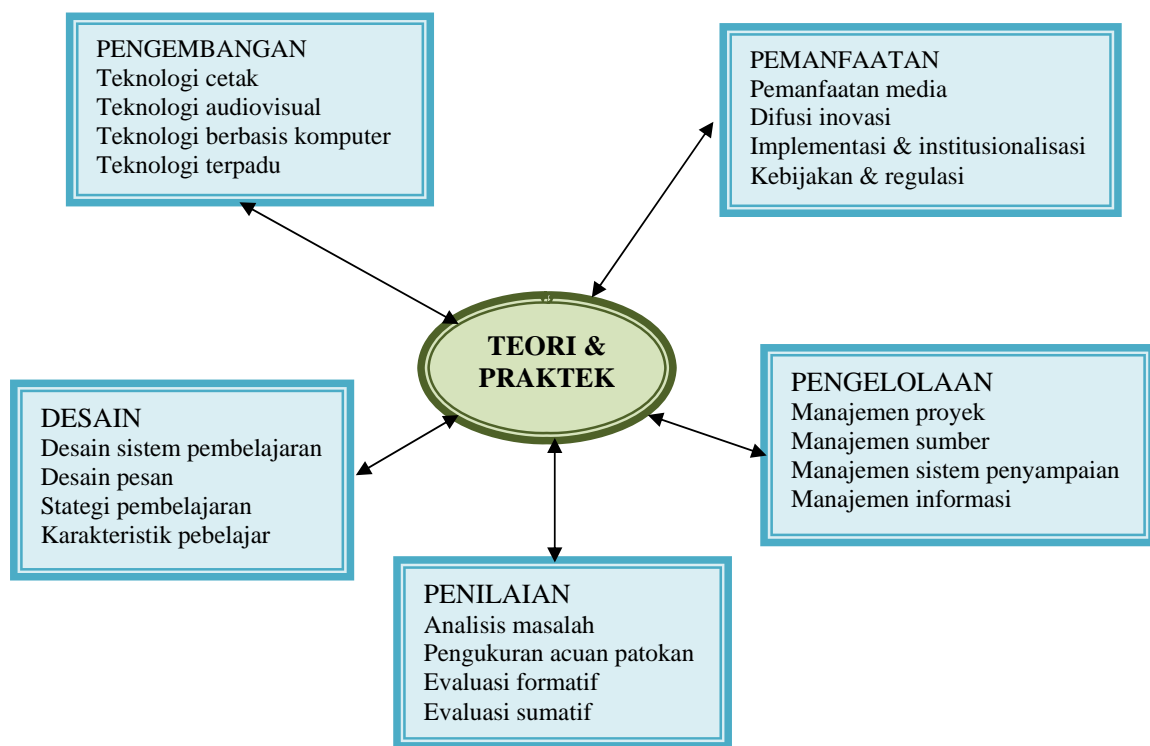 PENGEMBANGAN
Teknologi cetak
Teknologi audiovisual
Teknologi berbasis komputer
Teknologi terpadu
PEMANFAATAN
Pemanfaatan media
Difusi inovasi
Implementasi & institusionalisasi
Kebijakan & regulasi
TEORI &
PRAKTEK
DESAIN
Desain sistem pembelajaran
Desain pesan
Stategi pembelajaran
Karakteristik pebelajar
PENGELOLAAN
Manajemen proyek
Manajemen sumber
Manajemen sistem penyampaian
Manajemen informasi
PENILAIAN
Analisis masalah
Pengukuran acuan patokan
Evaluasi formatif
Evaluasi sumatif